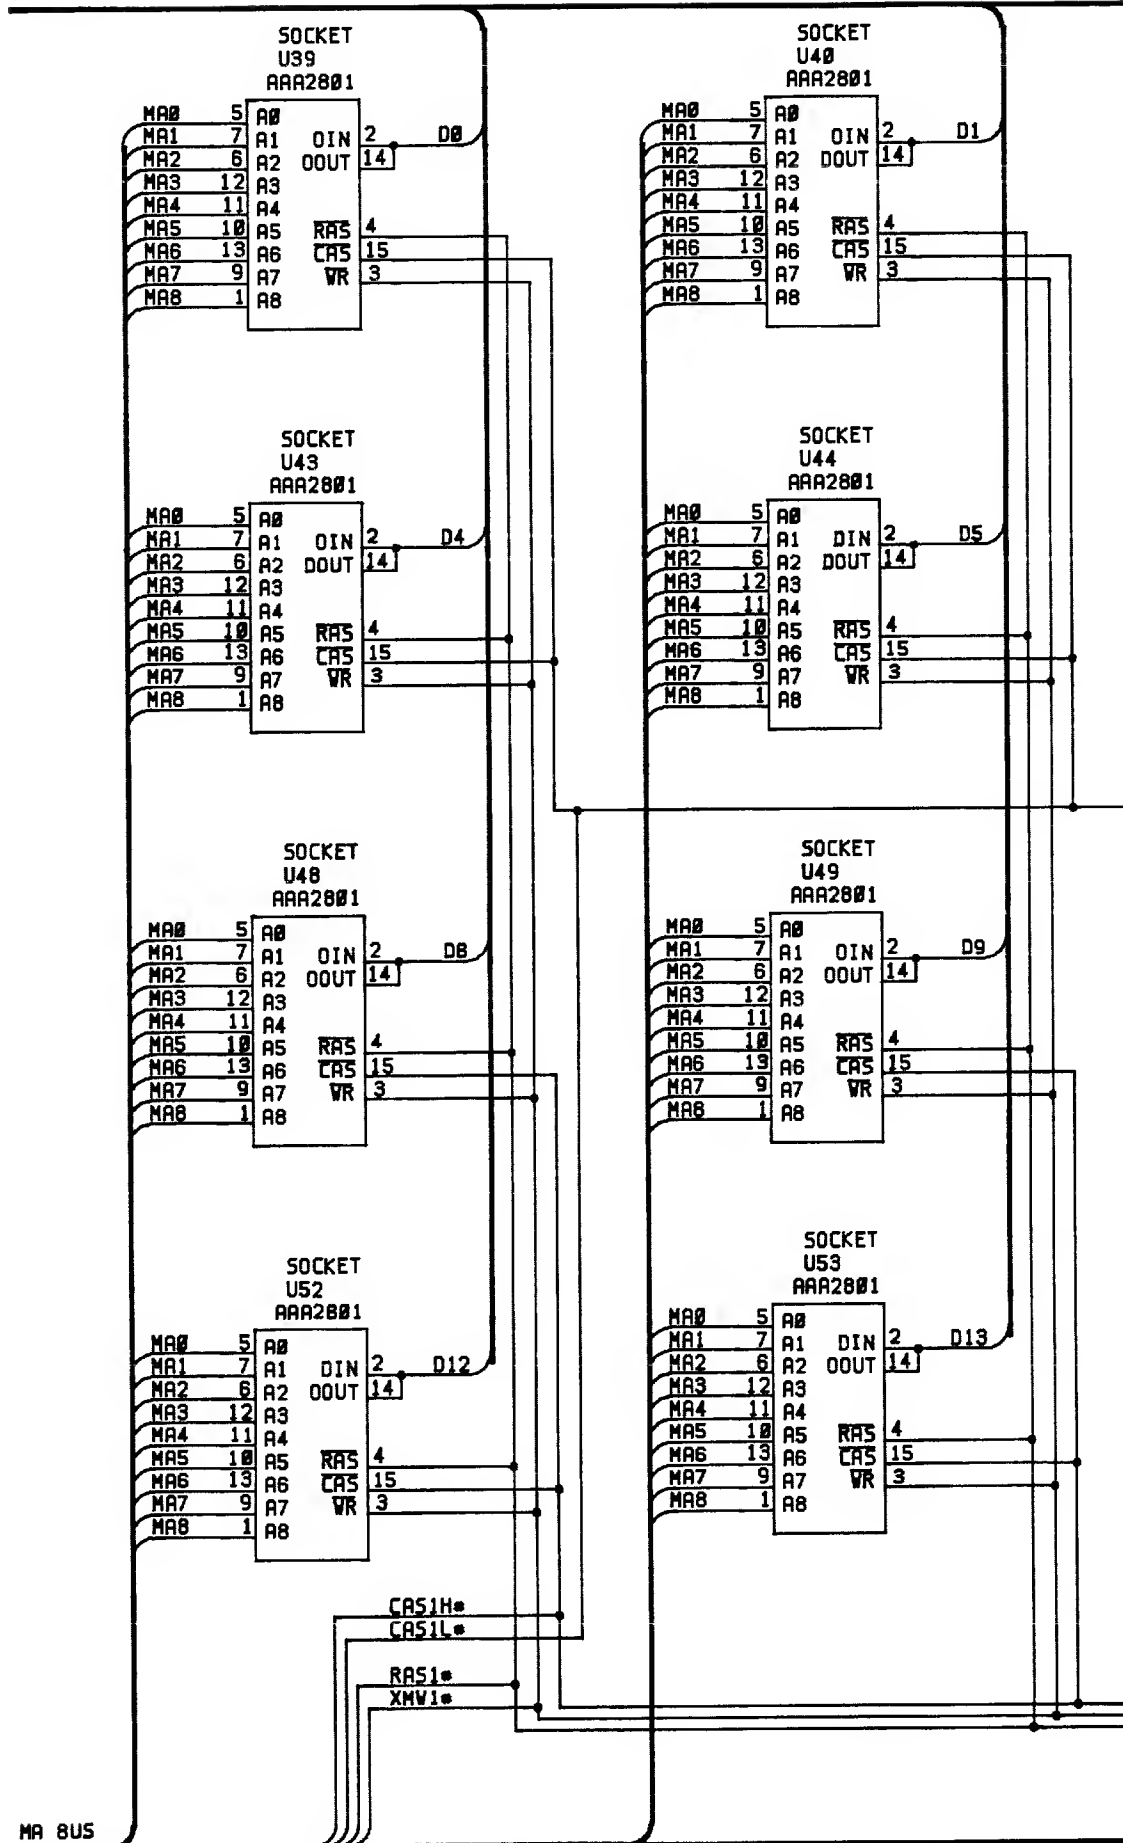 SOCKET
U39
AAA2801
MA0 5 A0
MA1 7 A1 OIN 2 D0
MA2 6 A2 OOUT 14
MA3 12 A3
MA4 11 A4
MA5 10 A5 RAS 4
MA6 13 A6 CAS 15
MA7 9 A7 WR 3
MA8 1 A8
SOCKET
U40
AAA2801
MA0 5 A0
MA1 7 A1 OIN 2 D1
MA2 6 A2 DOUT 14
MA3 12 A3
MA4 11 A4
MA5 10 A5 RAS 4
MA6 13 A6 CAS 15
MA7 9 A7 WR 3
MA8 1 A8
SOCKET
U43
AAA2801
MA0 5 A0
MA1 7 A1 OIN 2 D4
MA2 6 A2 DOUT 14
MA3 12 A3
MA4 11 A4
MA5 10 A5 RAS 4
MA6 13 A6 CAS 15
MA7 9 A7 WR 3
MA8 1 A8
SOCKET
U44
AAA2801
MA0 5 A0
MA1 7 A1 DIN 2 D5
MA2 6 A2 DOUT 14
MA3 12 A3
MA4 11 A4
MA5 10 A5 RAS 4
MA6 13 A6 CAS 15
MA7 9 A7 WR 3
MA8 1 A8
SOCKET
U48
AAA2801
MA0 5 A0
MA1 7 A1 OIN 2 D8
MA2 6 A2 OOUT 14
MA3 12 A3
MA4 11 A4
MA5 10 A5 RAS 4
MA6 13 A6 CAS 15
MA7 9 A7 WR 3
MA8 1 A8
SOCKET
U49
AAA2801
MA0 5 A0
MA1 7 A1 OIN 2 D9
MA2 6 A2 OOUT 14
MA3 12 A3
MA4 11 A4
MA5 10 A5 RAS 4
MA6 13 A6 CAS 15
MA7 9 A7 WR 3
MA8 1 A8
SOCKET
U52
AAA2801
MA0 5 A0
MA1 7 A1 DIN 2 D12
MA2 6 A2 OOUT 14
MA3 12 A3
MA4 11 A4
MA5 10 A5 RAS 4
MA6 13 A6 CAS 15
MA7 9 A7 WR 3
MA8 1 A8
SOCKET
U53
AAA2801
MA0 5 A0
MA1 7 A1 DIN 2 D13
MA2 6 A2 OOUT 14
MA3 12 A3
MA4 11 A4
MA5 10 A5 RAS 4
MA6 13 A6 CAS 15
MA7 9 A7 WR 3
MA8 1 A8
CAS1H*
CAS1L*
RAS1*
XMW1*
MA 8US